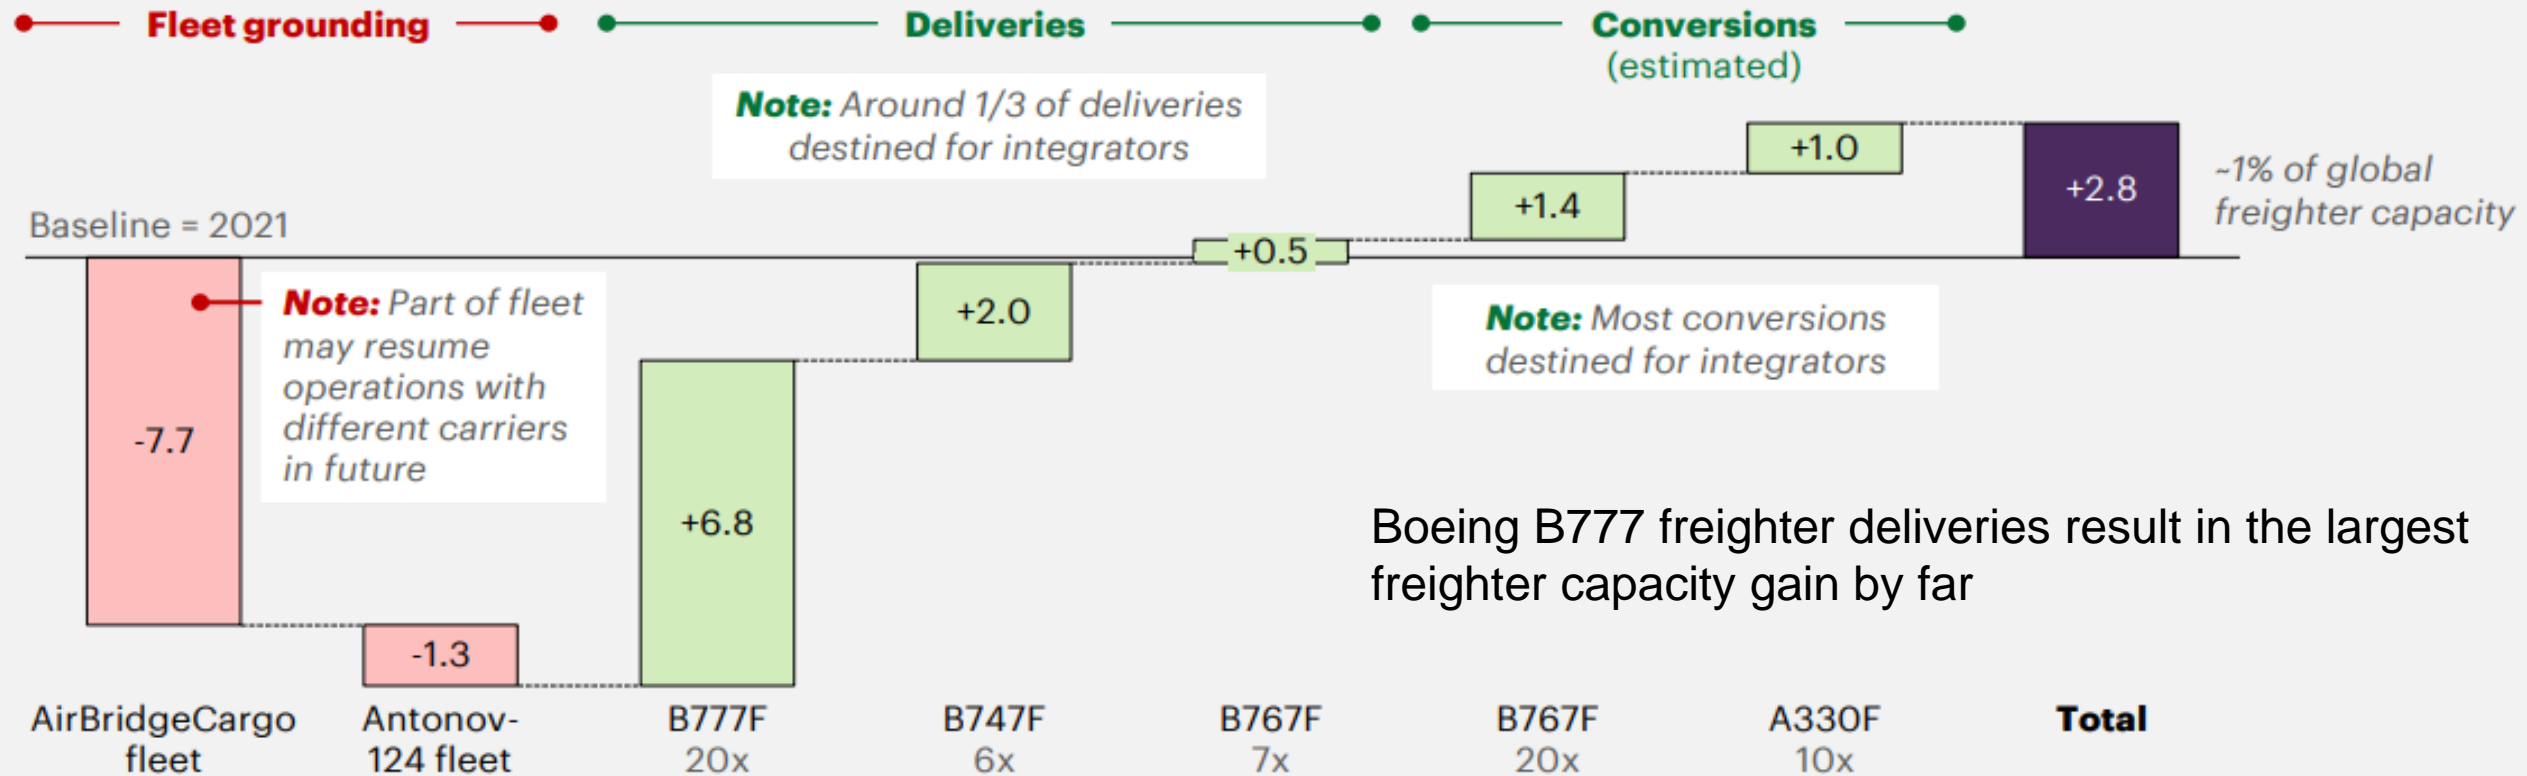 Fleet grounding
Deliveries
Conversions
(estimated)
Note: Around 1/3 of deliveries
destined for integrators
Baseline = 2021
Note: Part of fleet
may resume
operations with
different carriers
in future
-7.7
-1.3
+6.8
+2.0
+0.5
+1.4
+1.0
+2.8
~1% of global
freighter capacity
Note: Most conversions
destined for integrators
Boeing B777 freighter deliveries result in the largest
freighter capacity gain by far
AirBridgeCargo
fleet
Antonov-
124 fleet
B777F
20x
B747F
6x
B767F
7x
B767F
20x
A330F
10x
Total